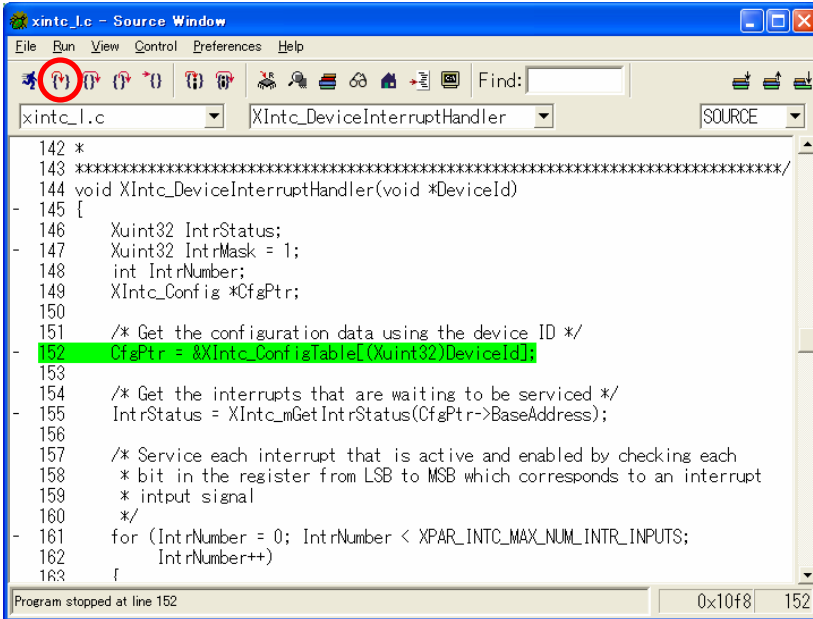 xintc_l.c - Source Window
File Run View Control Preferences Help
Find:
xintc_l.c XIntc_DeviceInterruptHandler SOURCE
142 *
143 *****************************************************************************/
144 void XIntc_DeviceInterruptHandler(void *DeviceId)
- 145 {
146 Xuint32 IntrStatus;
- 147 Xuint32 IntrMask = 1;
148 int IntrNumber;
149 XIntc_Config *CfgPtr;
150
151 /* Get the configuration data using the device ID */
- 152 CfgPtr = &XIntc_ConfigTable[(Xuint32)DeviceId];
153
154 /* Get the interrupts that are waiting to be serviced */
- 155 IntrStatus = XIntc_mGetIntrStatus(CfgPtr->BaseAddress);
156
157 /* Service each interrupt that is active and enabled by checking each
158 * bit in the register from LSB to MSB which corresponds to an interrupt
159 * intput signal
160 */
- 161 for (IntrNumber = 0; IntrNumber < XPAR_INTC_MAX_NUM_INTR_INPUTS;
162 IntrNumber++)
163 {
Program stopped at line 152 0x10f8 152